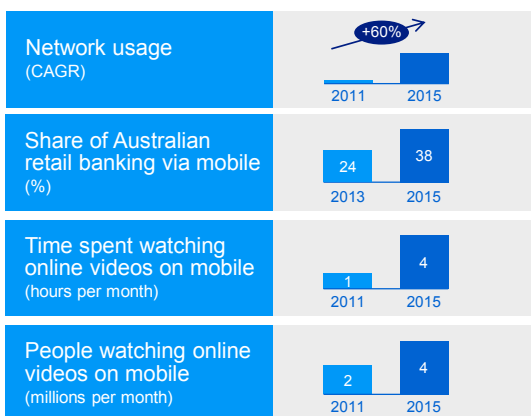 Network usage
(CAGR)
+60%
2011 2015
Share of Australian
retail banking via mobile
(%)
24 38
2013 2015
Time spent watching
online videos on mobile
(hours per month)
1 4
2011 2015
People watching online
videos on mobile
(millions per month)
2 4
2011 2015